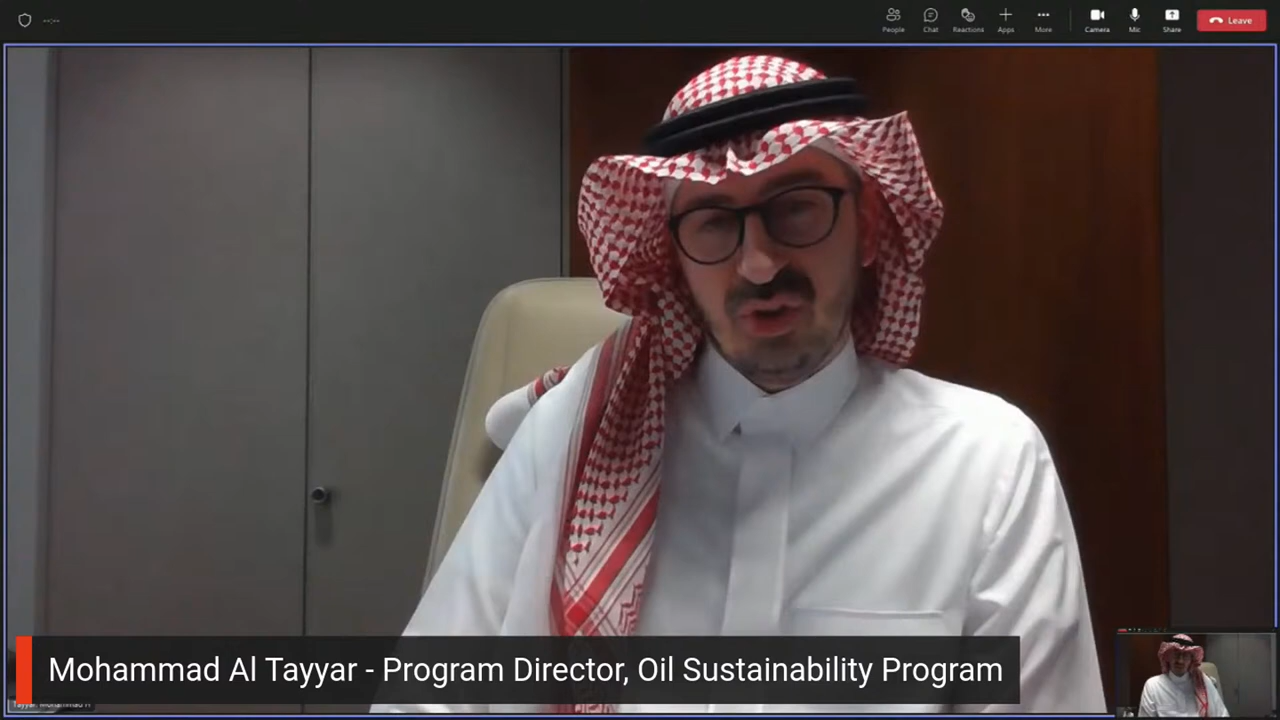 People
Chat
Reactions
Apps
More
Camera
Mic
Share
Leave
Mohammad Al Tayyar - Program Director, Oil Sustainability Program